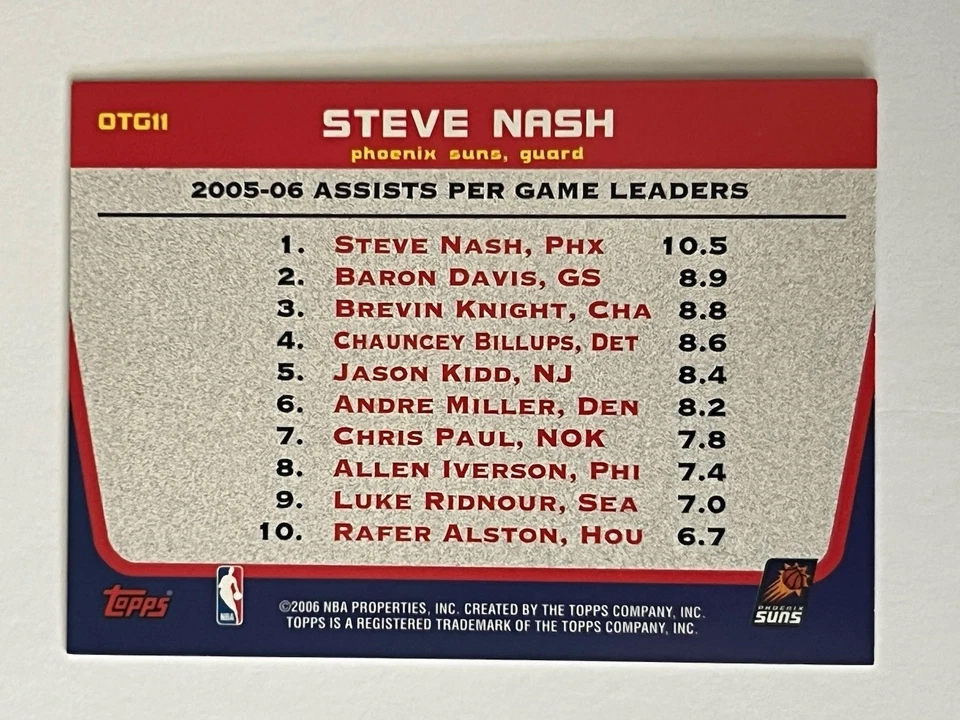 OTG11
STEVE NASH
phoenix suns, guard
2005-06 ASSISTS PER GAME LEADERS
1. STEVE NASH, PHX 10.5
2. BARON DAVIS, GS 8.9
3. BREVIN KNIGHT, CHA 8.8
4. CHAUNCEY BILLUPS, DET 8.6
5. JASON KIDD, NJ 8.4
6. ANDRE MILLER, DEN 8.2
7. CHRIS PAUL, NOK 7.8
8. ALLEN IVERSON, PHI 7.4
9. LUKE RIDNOUR, SEA 7.0
10. RAFER ALSTON, HOU 6.7
topps®
NBA
©2006 NBA PROPERTIES, INC. CREATED BY THE TOPPS COMPANY, INC.
TOPPS IS A REGISTERED TRADEMARK OF THE TOPPS COMPANY, INC.
PHOENIX
SUNS